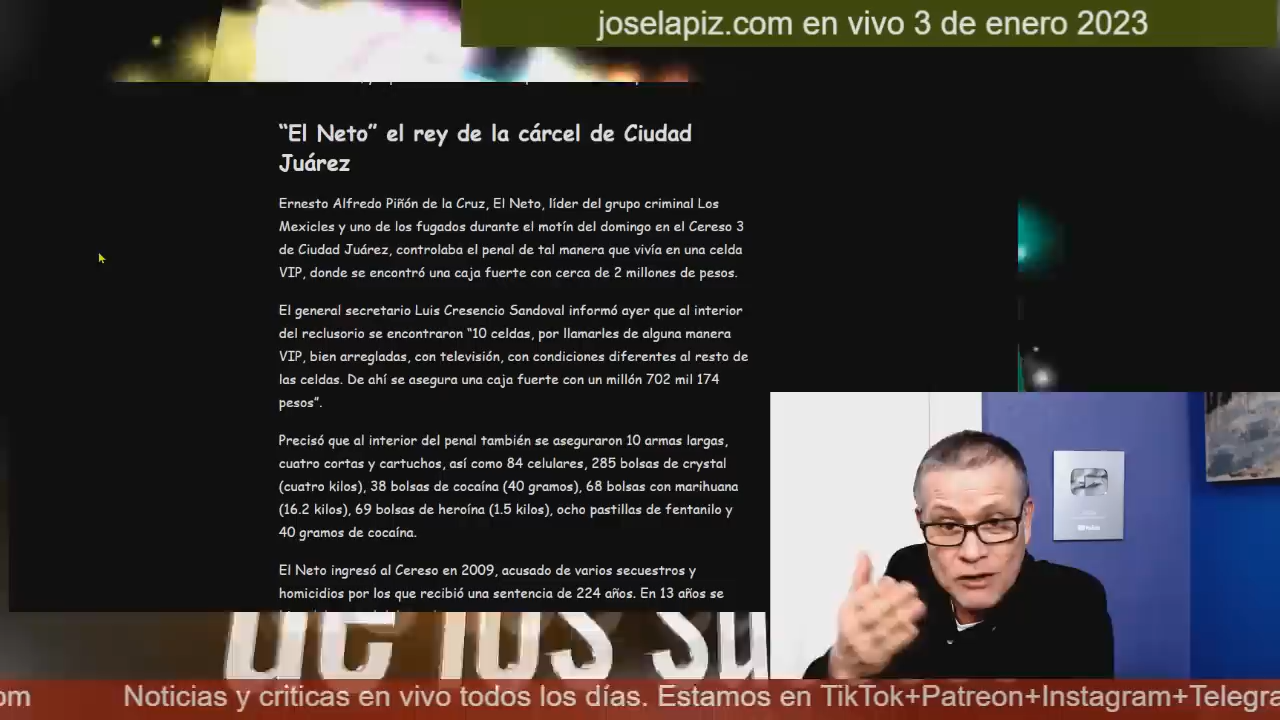 joselapiz.com en vivo 3 de enero 2023
“El Neto” el rey de la cárcel de Ciudad
Juárez
Ernesto Alfredo Piñón de la Cruz, El Neto, líder del grupo criminal Los
Mexicles y uno de los fugados durante el motín del domingo en el Cereso 3
de Ciudad Juárez, controlaba el penal de tal manera que vivía en una celda
VIP, donde se encontró una caja fuerte con cerca de 2 millones de pesos.
El general secretario Luis Cresencio Sandoval informó ayer que al interior
del reclusorio se encontraron “10 celdas, por llamarles de alguna manera
VIP, bien arregladas, con televisión, con condiciones diferentes al resto de
las celdas. De ahí se asegura una caja fuerte con un millón 702 mil 174
pesos”.
Precisó que al interior del penal también se aseguraron 10 armas largas,
cuatro cortas y cartuchos, así como 84 celulares, 285 bolsas de crystal
(cuatro kilos), 38 bolsas de cocaína (40 gramos), 68 bolsas con marihuana
(16.2 kilos), 69 bolsas de heroína (1.5 kilos), ocho pastillas de fentanilo y
40 gramos de cocaína.
El Neto ingresó al Cereso en 2009, acusado de varios secuestros y
homicidios por los que recibió una sentencia de 224 años. En 13 años se
de los su
om Noticias y criticas en vivo todos los días. Estamos en TikTok+Patreon+Instagram+Telegra